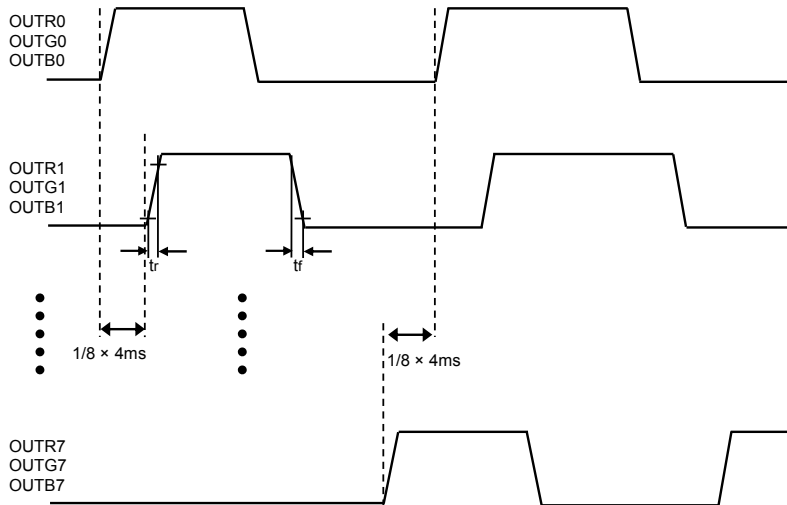 OUTR0
OUTG0
OUTB0
OUTR1
OUTG1
OUTB1
tr
tf
1/8 × 4ms
1/8 × 4ms
OUTR7
OUTG7
OUTB7